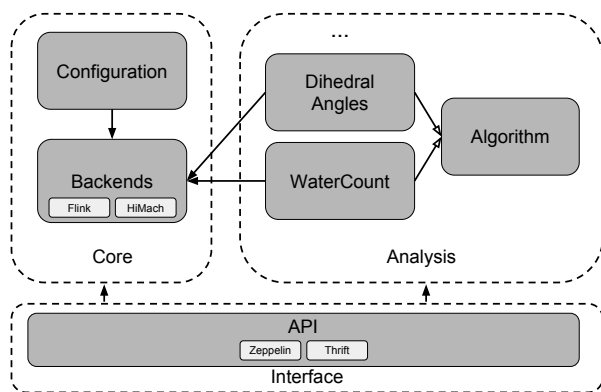 ...
Configuration
Dihedral
Angles
Algorithm
Backends
Flink
HiMach
WaterCount
Core
Analysis
API
Zeppelin
Thrift
Interface